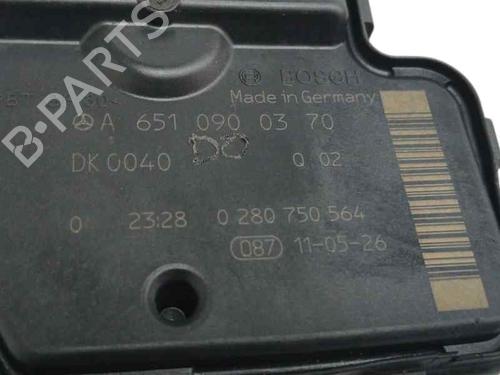 BOSCH
Made in Germany
A 651 090 03 70
DK 0040 DO Q 02
0 23:28 0 280 750 564
087 11-05-26
B-Parts